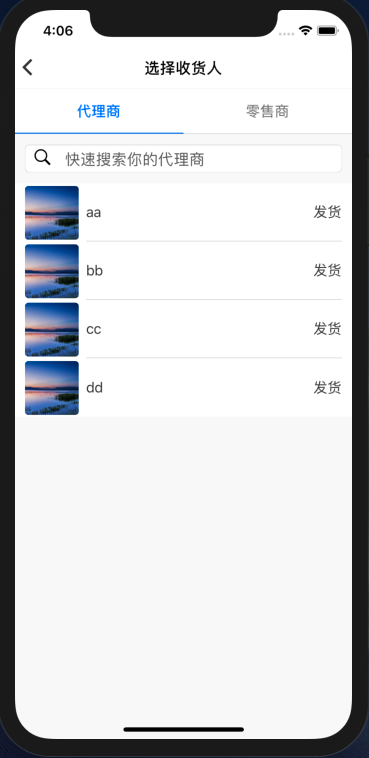 4:06
选择收货人
代理商 零售商
快速搜索你的代理商
aa 发货
bb 发货
cc 发货
dd 发货